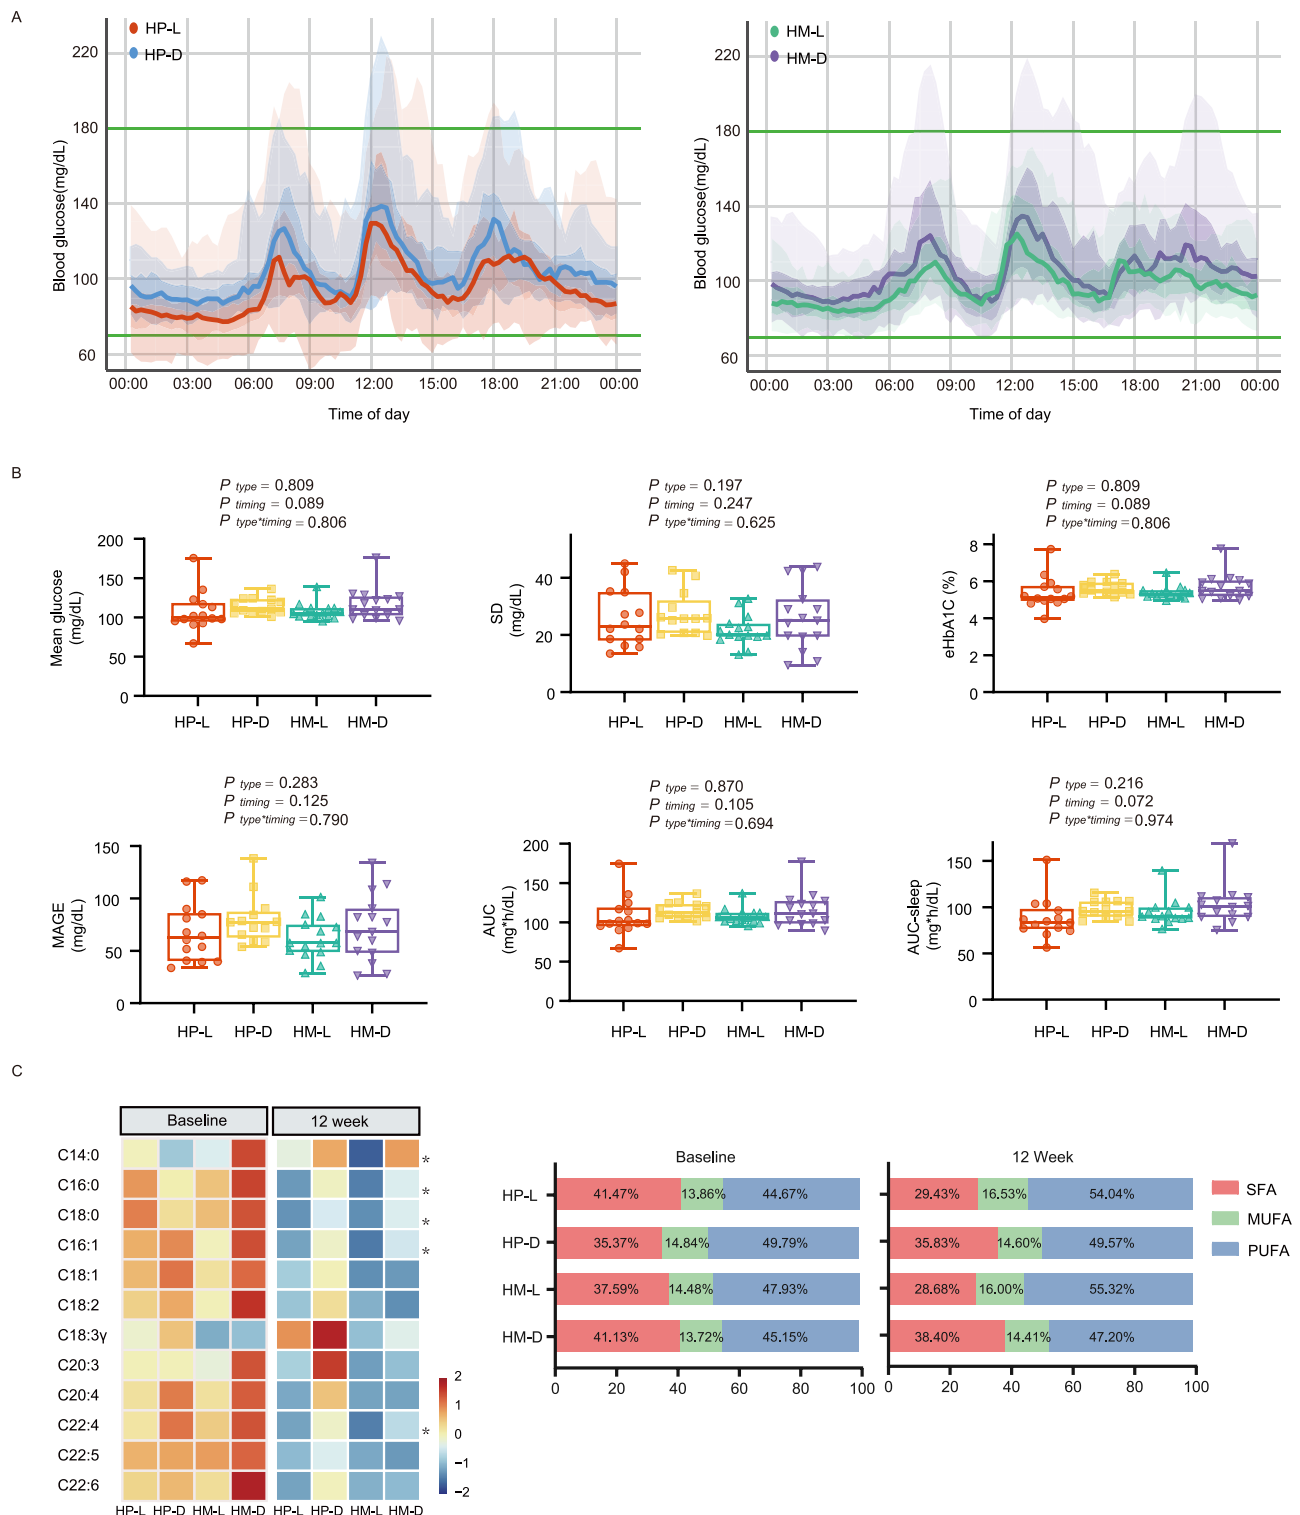 A
HP-L
HP-D
220
180
140
100
60
Blood glucose(mg/dL)
00:00 03:00 06:00 09:00 12:00 15:00 18:00 21:00 00:00
Time of day
HM-L
HM-D
220
180
140
100
60
Blood glucose(mg/dL)
00:00 03:00 06:00 09:00 12:00 15:00 18:00 21:00 00:00
Time of day
B
P type = 0.809
P timing = 0.089
P type*timing = 0.806
200
150
100
50
0
Mean glucose
(mg/dL)
HP-L HP-D HM-L HM-D
P type = 0.197
P timing = 0.247
P type*timing = 0.625
40
20
0
SD
(mg/dL)
HP-L HP-D HM-L HM-D
P type = 0.809
P timing = 0.089
P type*timing = 0.806
8
6
4
2
0
eHbA1C (%)
HP-L HP-D HM-L HM-D
P type = 0.283
P timing = 0.125
P type*timing = 0.790
150
100
50
0
MAGE
(mg/dL)
HP-L HP-D HM-L HM-D
P type = 0.870
P timing = 0.105
P type*timing = 0.694
200
150
100
50
0
AUC
(mg*h/dL)
HP-L HP-D HM-L HM-D
P type = 0.216
P timing = 0.072
P type*timing = 0.974
150
100
50
0
AUC-sleep
(mg*h/dL)
HP-L HP-D HM-L HM-D
C
Baseline 12 week
C14:0 *
C16:0 *
C18:0 *
C16:1 *
C18:1
C18:2
C18:3γ
C20:3
C20:4
C22:4 *
C22:5
C22:6
HP-L HP-D HM-L HM-D HP-L HP-D HM-L HM-D
2
1
0
−1
−2
Baseline 12 Week
HP-L 41.47% 13.86% 44.67% 29.43% 16.53% 54.04%
HP-D 35.37% 14.84% 49.79% 35.83% 14.60% 49.57%
HM-L 37.59% 14.48% 47.93% 28.68% 16.00% 55.32%
HM-D 41.13% 13.72% 45.15% 38.40% 14.41% 47.20%
0 20 40 60 80 100 0 20 40 60 80 100
SFA
MUFA
PUFA